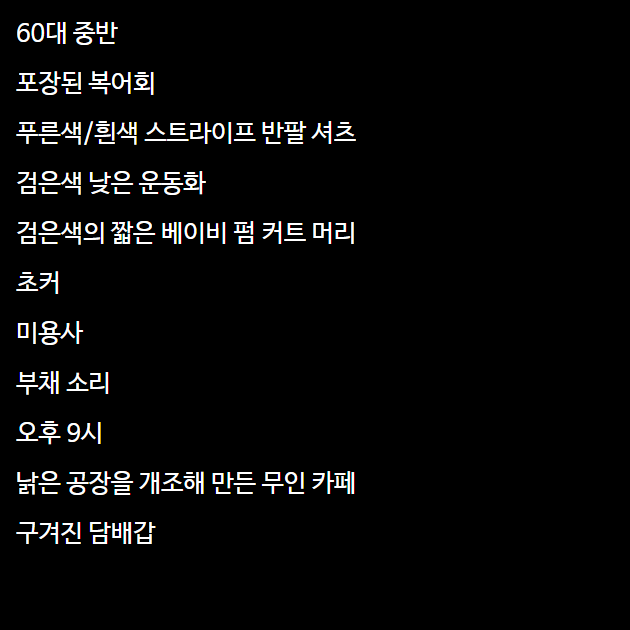 60대 중반
포장된 복어회
푸른색/흰색 스트라이프 반팔 셔츠
검은색 낮은 운동화
검은색의 짧은 베이비 펌 커트 머리
초커
미용사
부채 소리
오후 9시
낡은 공장을 개조해 만든 무인 카페
구겨진 담배갑